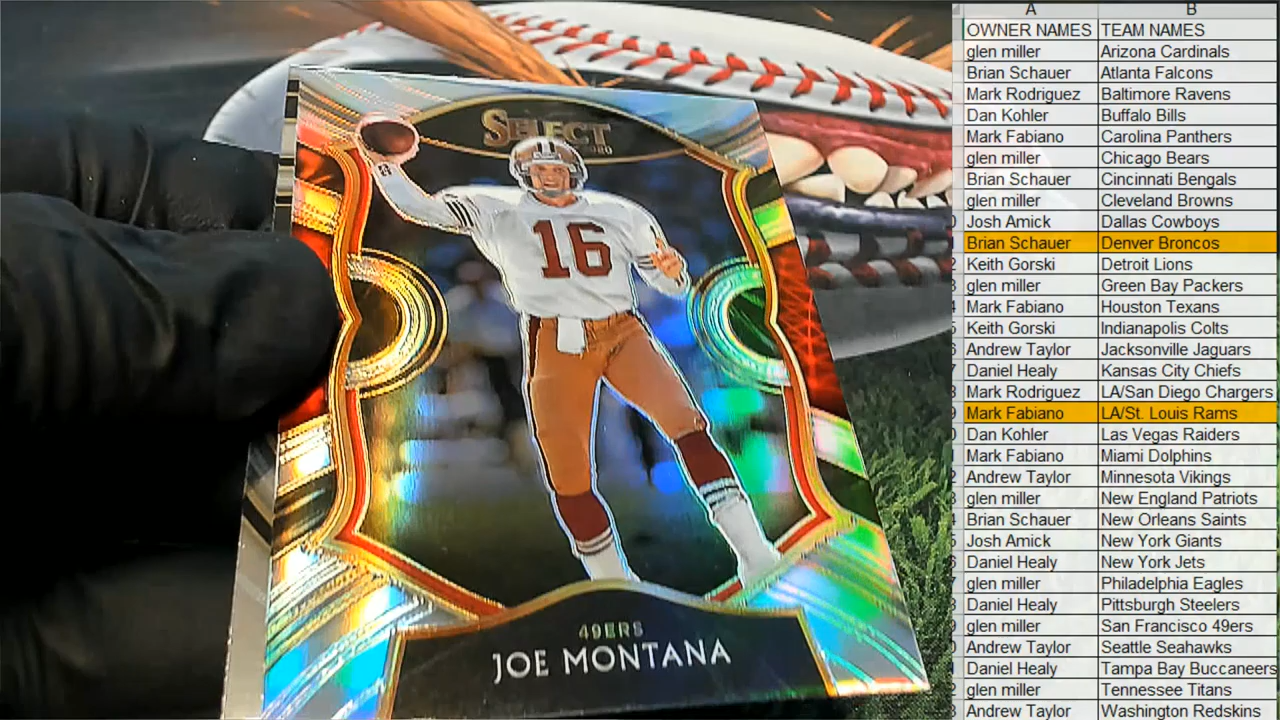 SELECT
16
49ERS
JOE MONTANA
A B
OWNER NAMES TEAM NAMES
glen miller Arizona Cardinals
Brian Schauer Atlanta Falcons
Mark Rodriguez Baltimore Ravens
Dan Kohler Buffalo Bills
Mark Fabiano Carolina Panthers
glen miller Chicago Bears
Brian Schauer Cincinnati Bengals
glen miller Cleveland Browns
Josh Amick Dallas Cowboys
Brian Schauer Denver Broncos
Keith Gorski Detroit Lions
glen miller Green Bay Packers
Mark Fabiano Houston Texans
Keith Gorski Indianapolis Colts
Andrew Taylor Jacksonville Jaguars
Daniel Healy Kansas City Chiefs
Mark Rodriguez LA/San Diego Chargers
Mark Fabiano LA/St. Louis Rams
Dan Kohler Las Vegas Raiders
Mark Fabiano Miami Dolphins
Andrew Taylor Minnesota Vikings
glen miller New England Patriots
Brian Schauer New Orleans Saints
Josh Amick New York Giants
Daniel Healy New York Jets
glen miller Philadelphia Eagles
Daniel Healy Pittsburgh Steelers
glen miller San Francisco 49ers
Andrew Taylor Seattle Seahawks
Daniel Healy Tampa Bay Buccaneers
glen miller Tennessee Titans
Andrew Taylor Washington Redskins